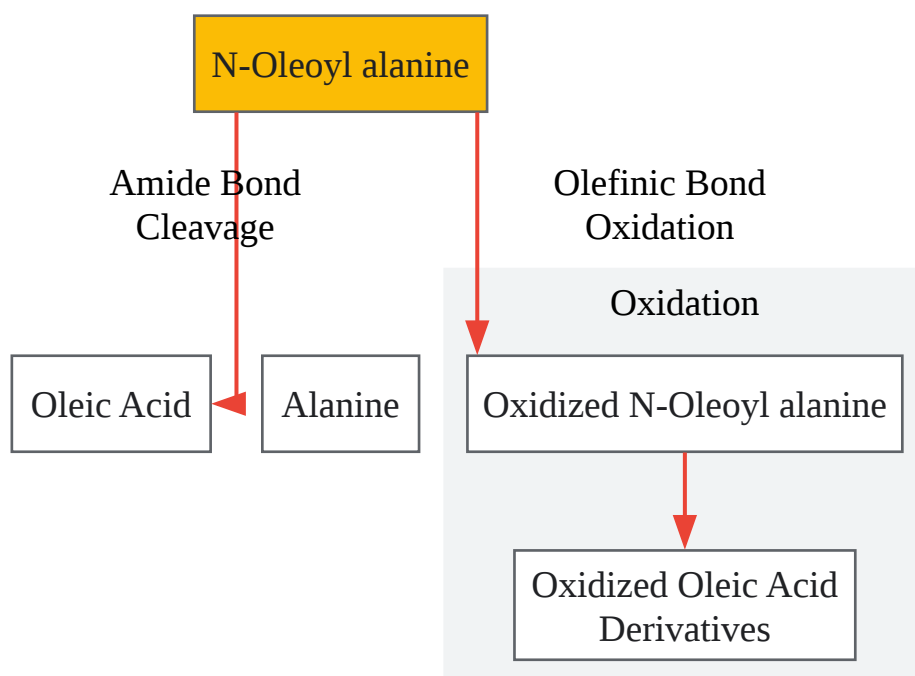 N-Oleoyl alanine
Amide Bond
Cleavage
Olefinic Bond
Oxidation
Oxidation
Oleic Acid
Alanine
Oxidized N-Oleoyl alanine
Oxidized Oleic Acid
Derivatives